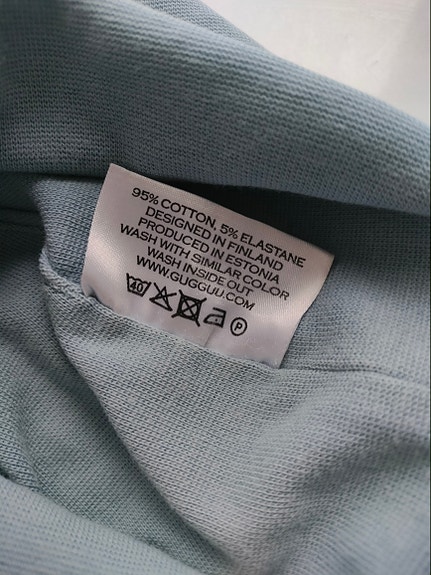 95% COTTON, 5% ELASTANE
DESIGNED IN FINLAND
PRODUCED IN ESTONIA
WASH WITH SIMILAR COLOR
WASH INSIDE OUT
WWW.GUGGUU.COM
40 P